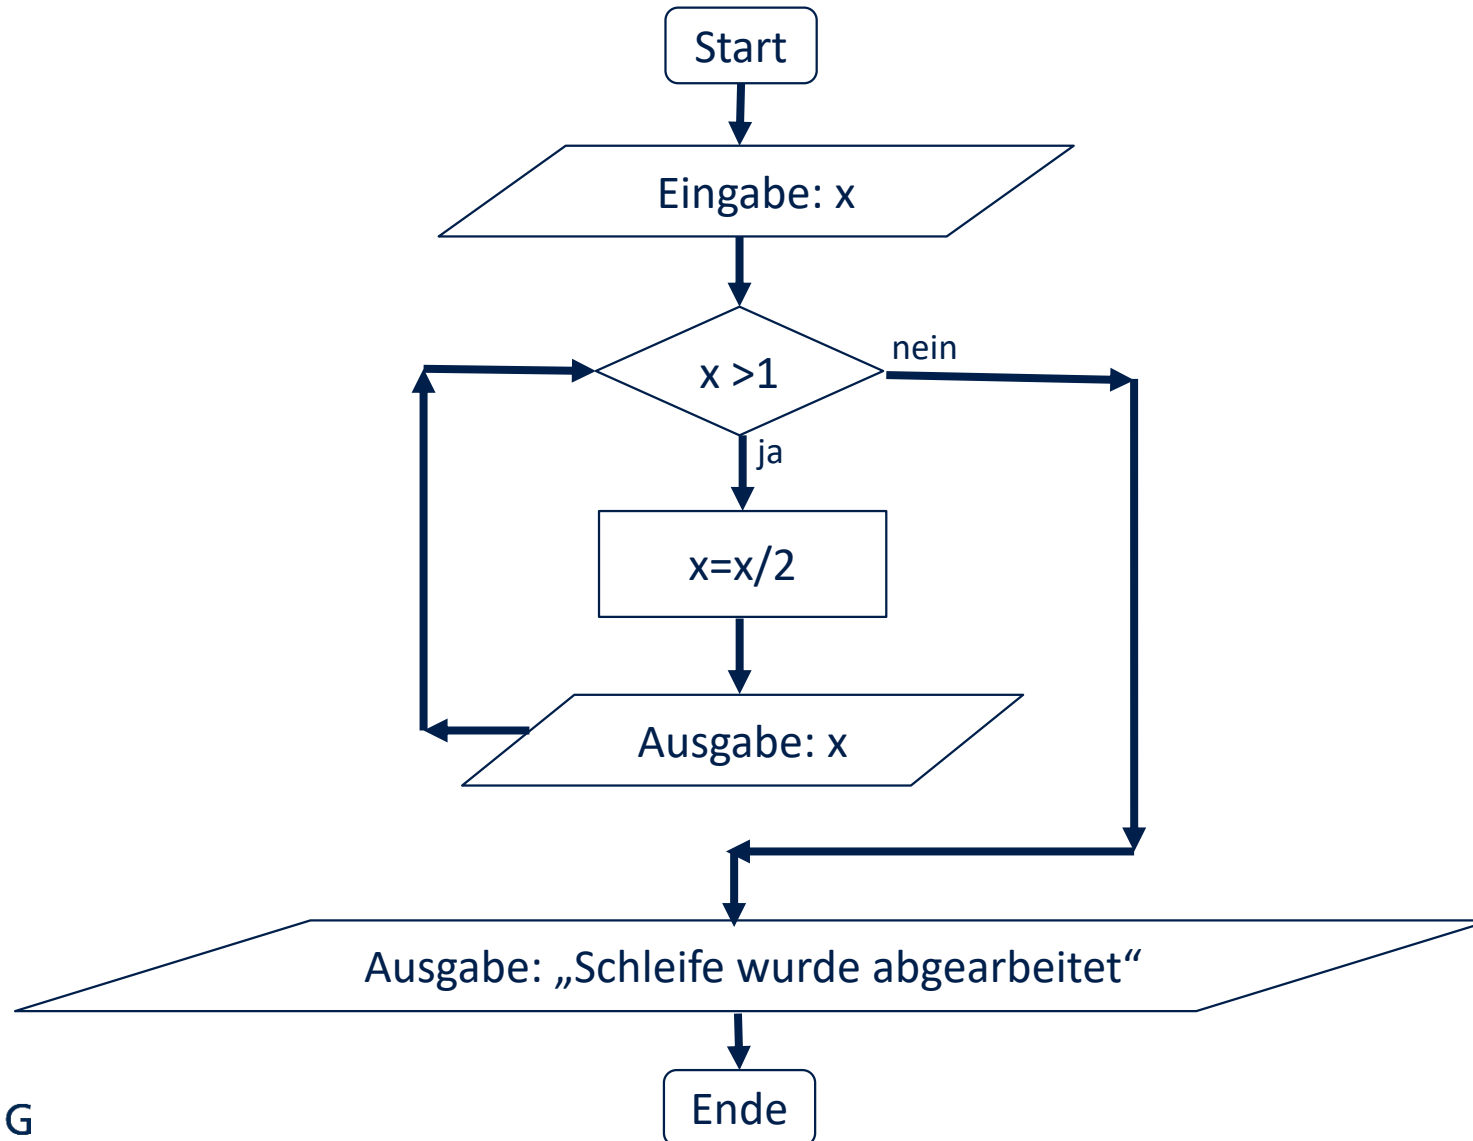 Start
Eingabe: x
x >1
nein
ja
x=x/2
Ausgabe: x
Ausgabe: „Schleife wurde abgearbeitet“
Ende
G